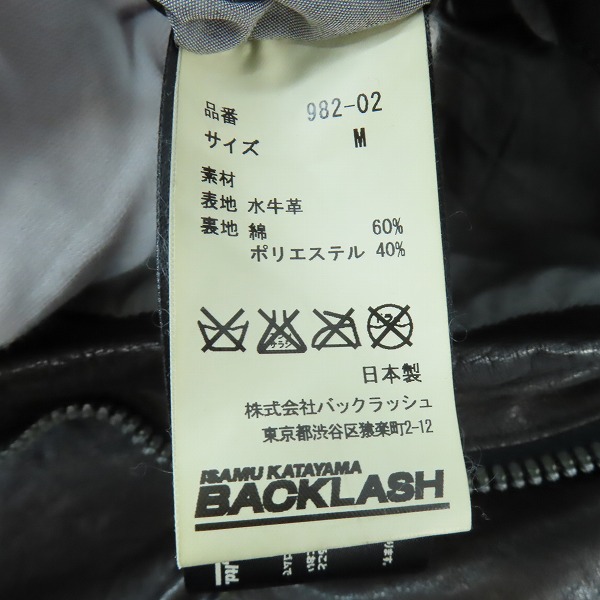 品番 982-02
サイズ M
素材
表地 水牛革
裏地 綿 60%
ポリエステル 40%
日本製
株式会社バックラッシュ
東京都渋谷区猿楽町2-12
ISAMU KATAYAMA
BACKLASH